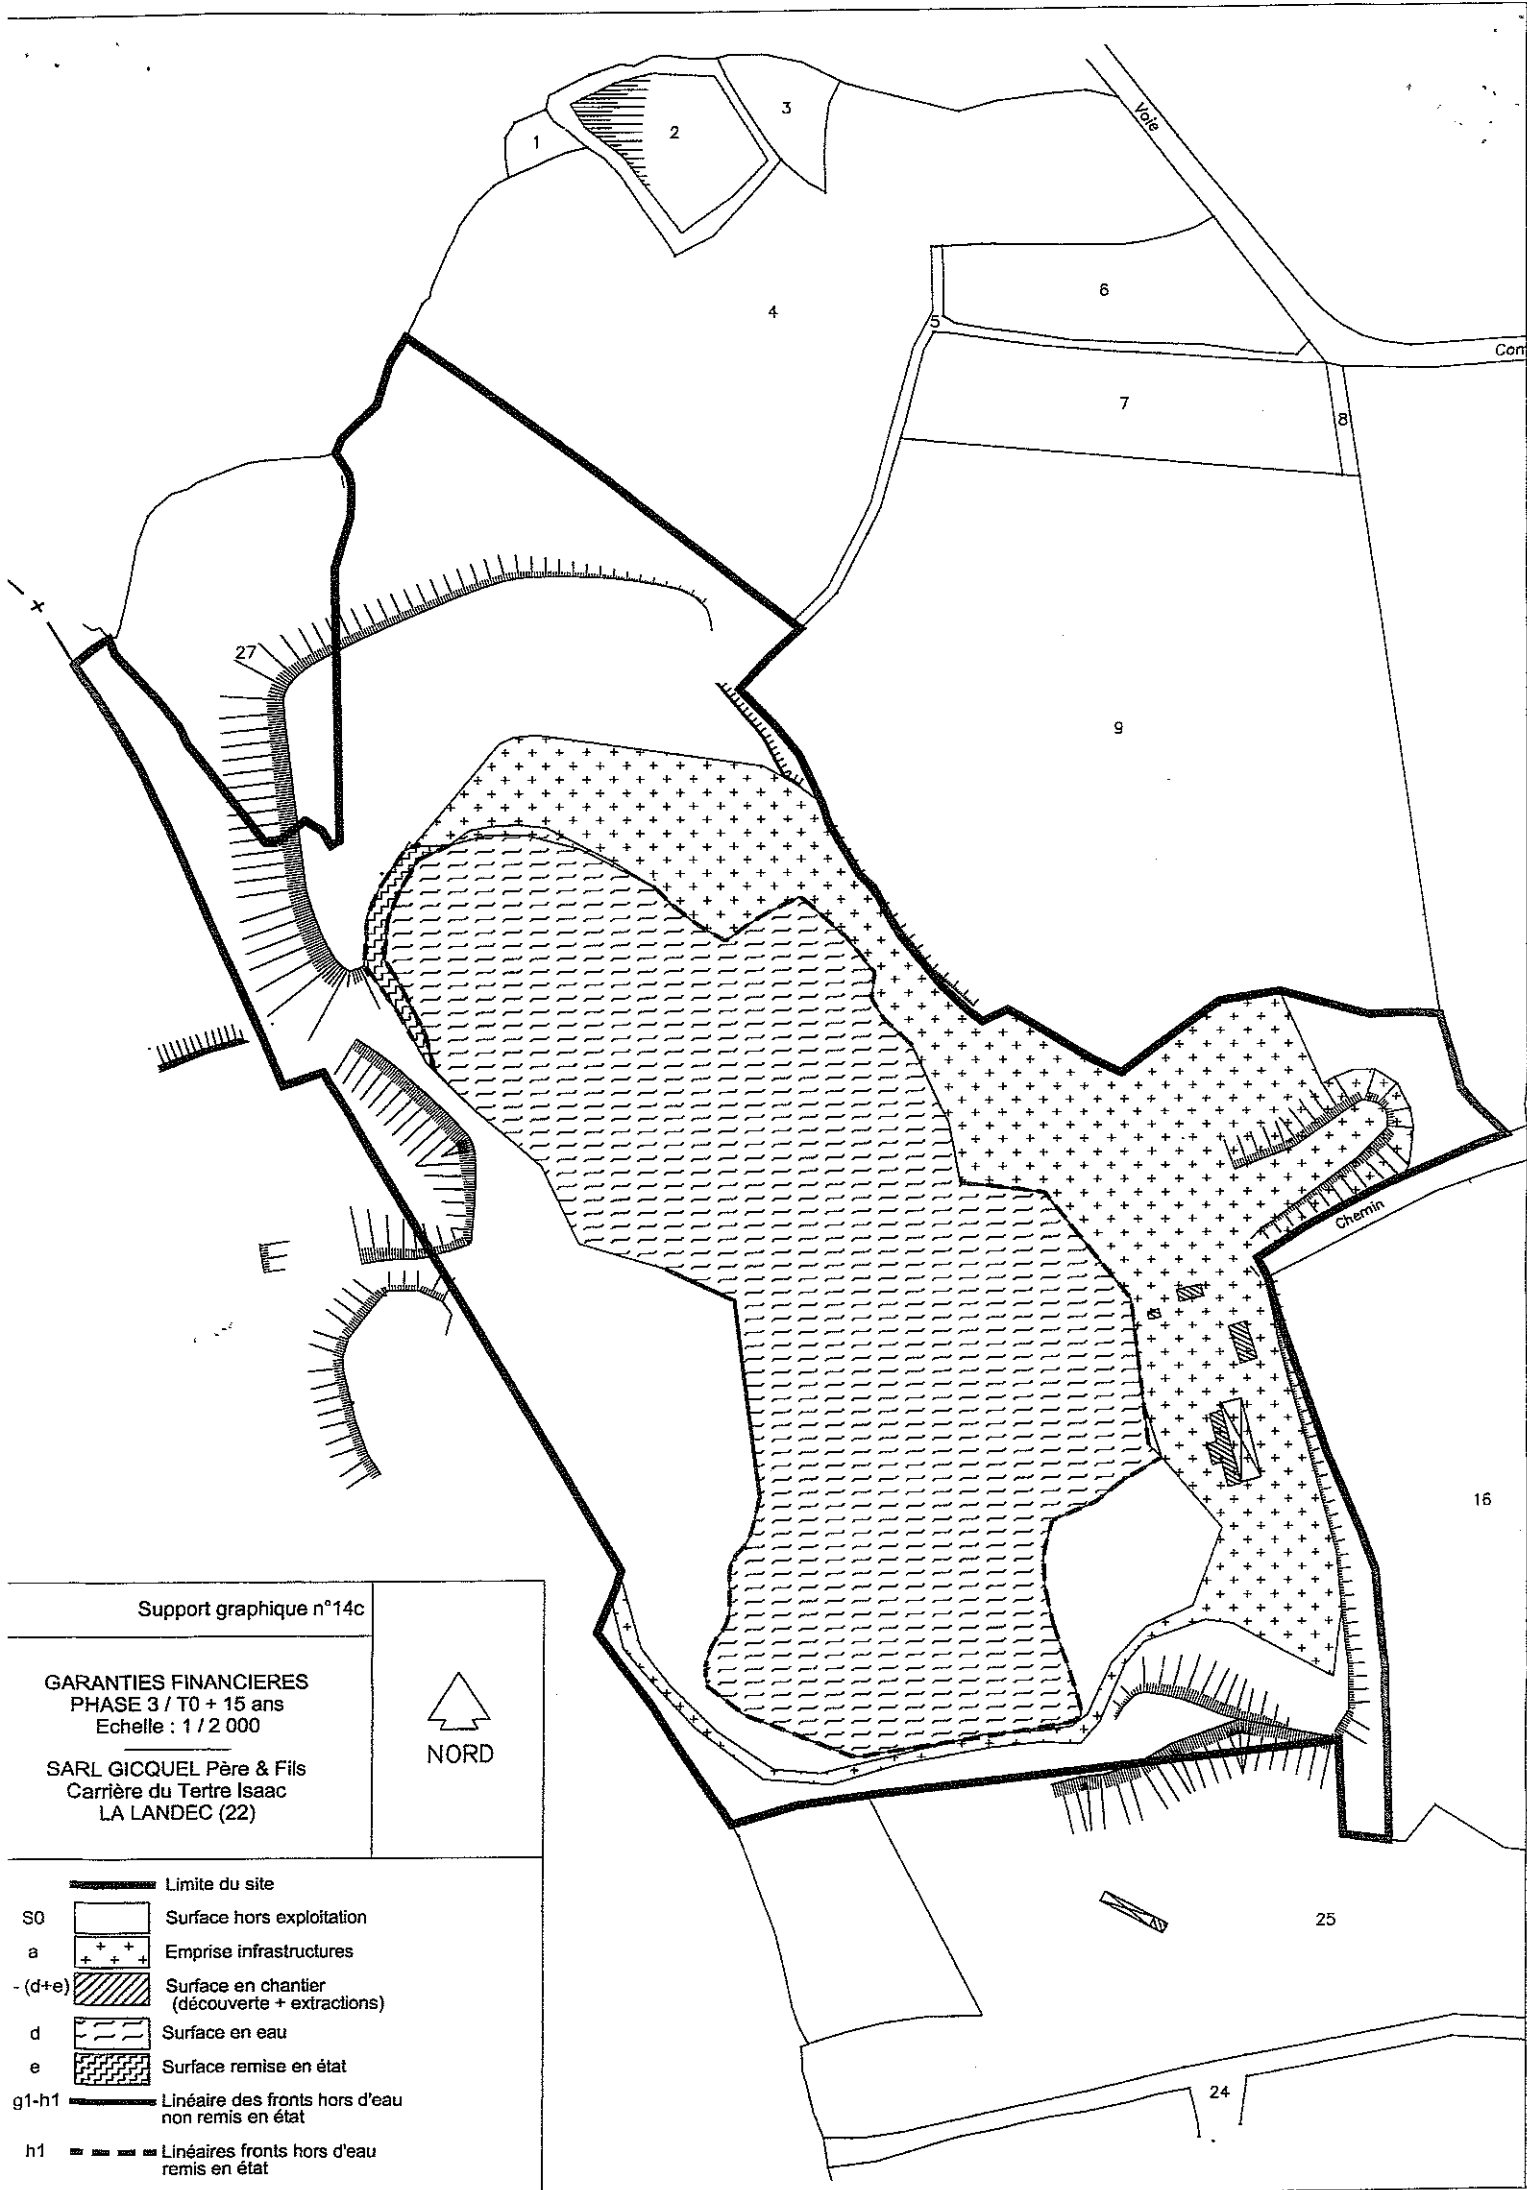 Voie
1
2
3
4
5
6
Com
7
8
27
9
Chemin
16
Support graphique n°14c
GARANTIES FINANCIERES
PHASE 3 / T0 + 15 ans
Echelle : 1 / 2 000
SARL GICQUEL Père & Fils
Carrière du Tertre Isaac
LA LANDEC (22)
NORD
Limite du site
S0 Surface hors exploitation
a Emprise infrastructures
- (d+e) Surface en chantier
(découverte + extractions)
d Surface en eau
e Surface remise en état
g1-h1 Linéaire des fronts hors d'eau
non remis en état
h1 Linéaires fronts hors d'eau
remis en état
25
24